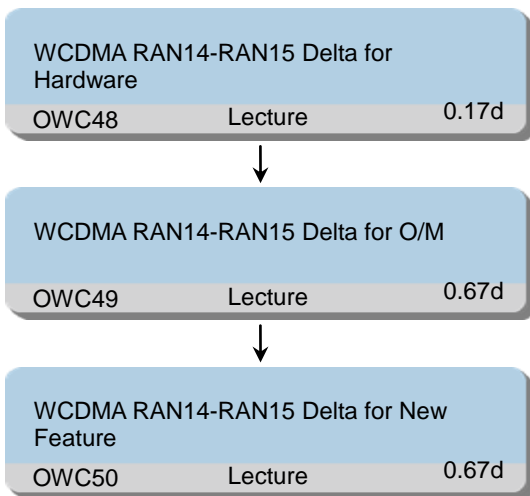 WCDMA RAN14-RAN15 Delta for
Hardware
OWC48 Lecture 0.17d
WCDMA RAN14-RAN15 Delta for O/M
OWC49 Lecture 0.67d
WCDMA RAN14-RAN15 Delta for New
Feature
OWC50 Lecture 0.67d